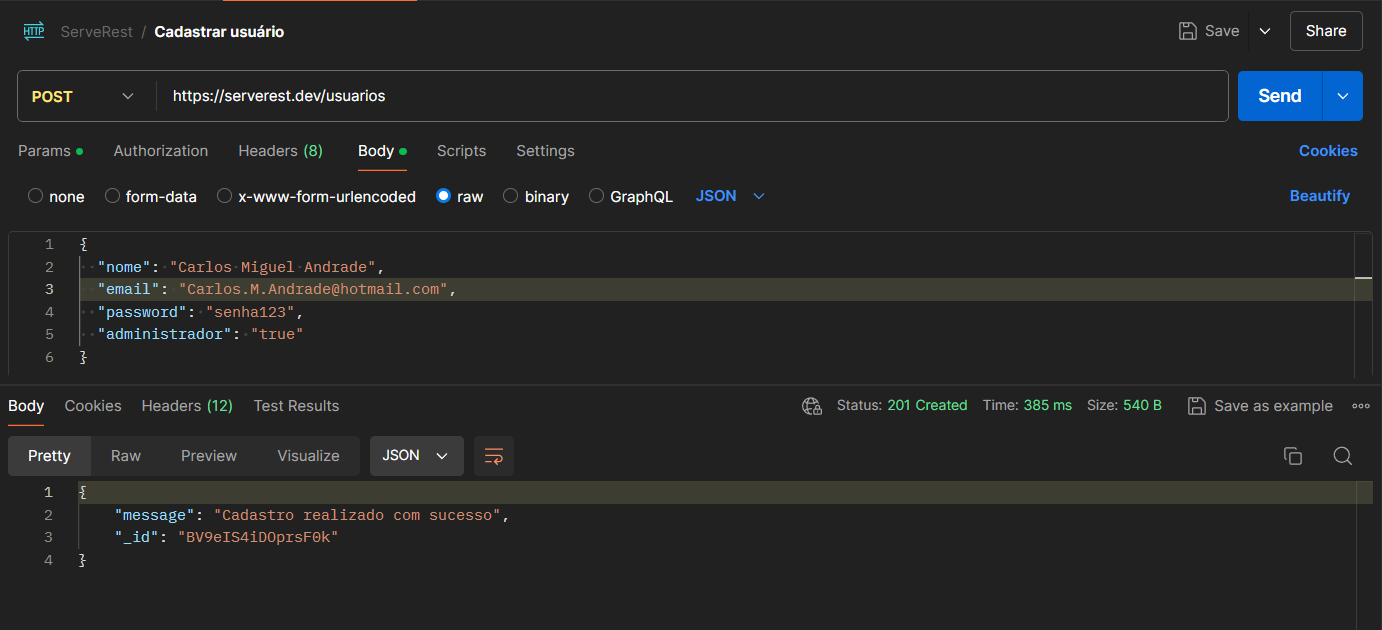 HTTP ServeRest / Cadastrar usuário Save Share
POST https://serverest.dev/usuarios Send
Params Authorization Headers (8) Body Scripts Settings Cookies
none form-data x-www-form-urlencoded raw binary GraphQL JSON Beautify
1 {
2 "nome": "Carlos Miguel Andrade",
3 "email": "Carlos.M.Andrade@hotmail.com",
4 "password": "senha123",
5 "administrador": "true"
6 }
Body Cookies Headers (12) Test Results Status: 201 Created Time: 385 ms Size: 540 B Save as example
Pretty Raw Preview Visualize JSON
1 {
2 "message": "Cadastro realizado com sucesso",
3 "_id": "BV9eIS4iDOprsF0k"
4 }